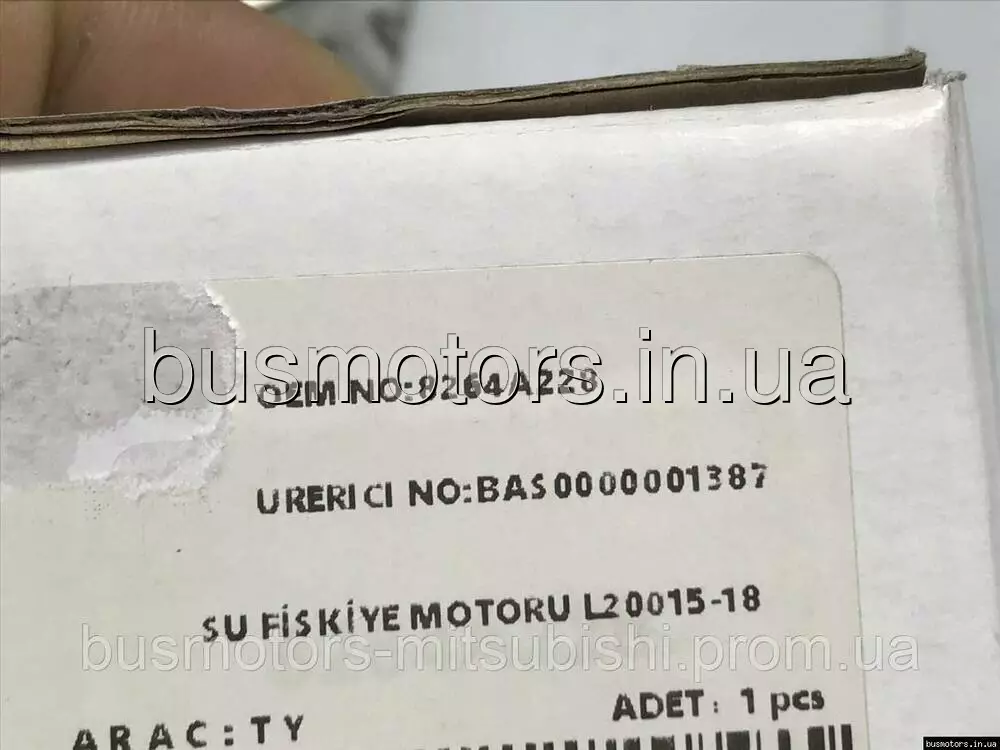 busmotors.in.ua
OEM NO:8264A228
URERICI NO:BAS0000001387
SU FİSKİYE MOTORU L20015-18
busmotors-mitsubishi.prom.ua
ADET: 1 pcs
ARAC:TY
busmotors.in.ua